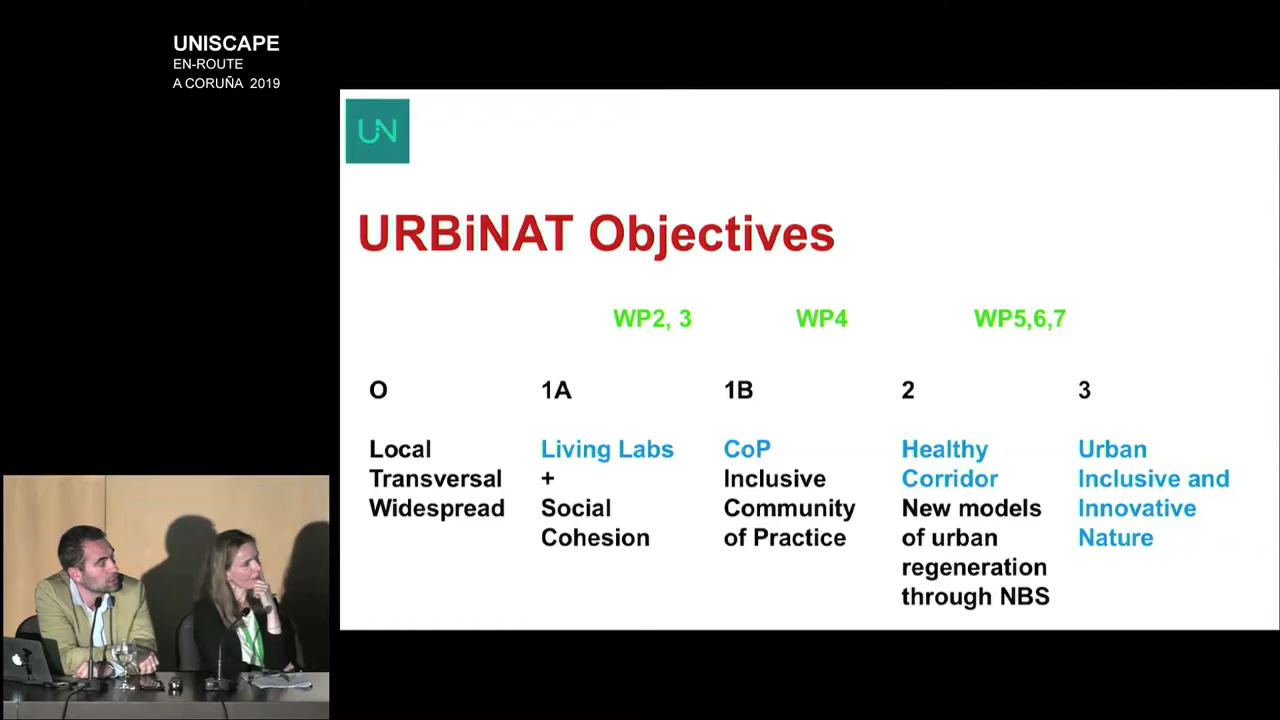 UNISCAPE
EN-ROUTE
A CORUÑA 2019
UN
URBiNAT Objectives
WP2, 3
WP4
WP5,6,7
O
1A
1B
2
3
Local
Transversal
Widespread
Living Labs
+
Social
Cohesion
CoP
Inclusive
Community
of Practice
Healthy
Corridor
New models
of urban
regeneration
through NBS
Urban
Inclusive and
Innovative
Nature